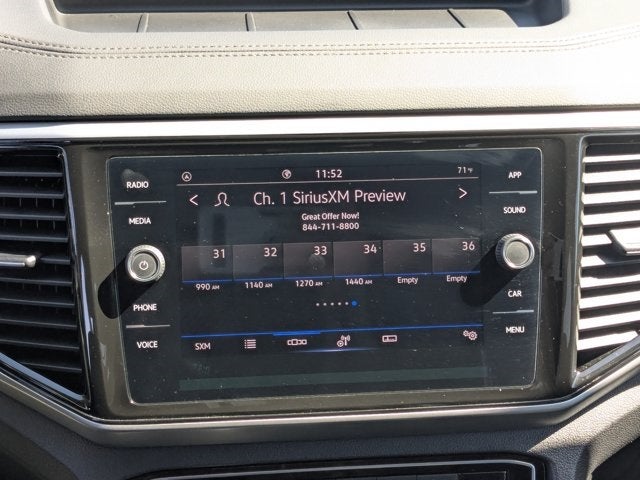 RADIO
MEDIA
PHONE
VOICE
11:52
71°F
< Ch. 1 SiriusXM Preview >
Great Offer Now!
844-711-8800
31 32 33 34 35 36
990 AM 1140 AM 1270 AM 1440 AM Empty Empty
SXM
APP
SOUND
CAR
MENU